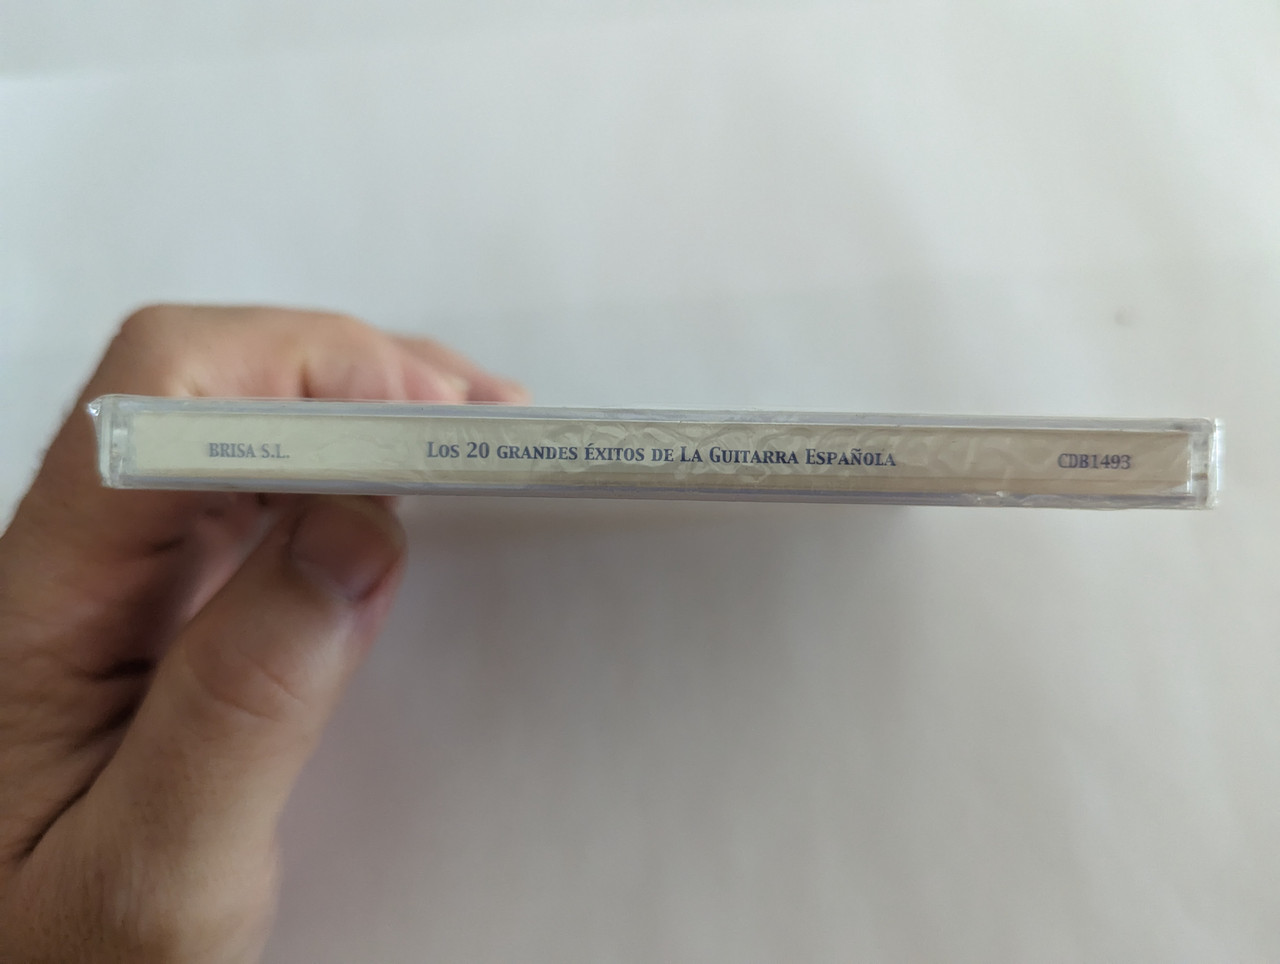 BRISA S.L. Los 20 GRANDES ÉXITOS DE LA GUITARRA ESPAÑOLA CDB1493